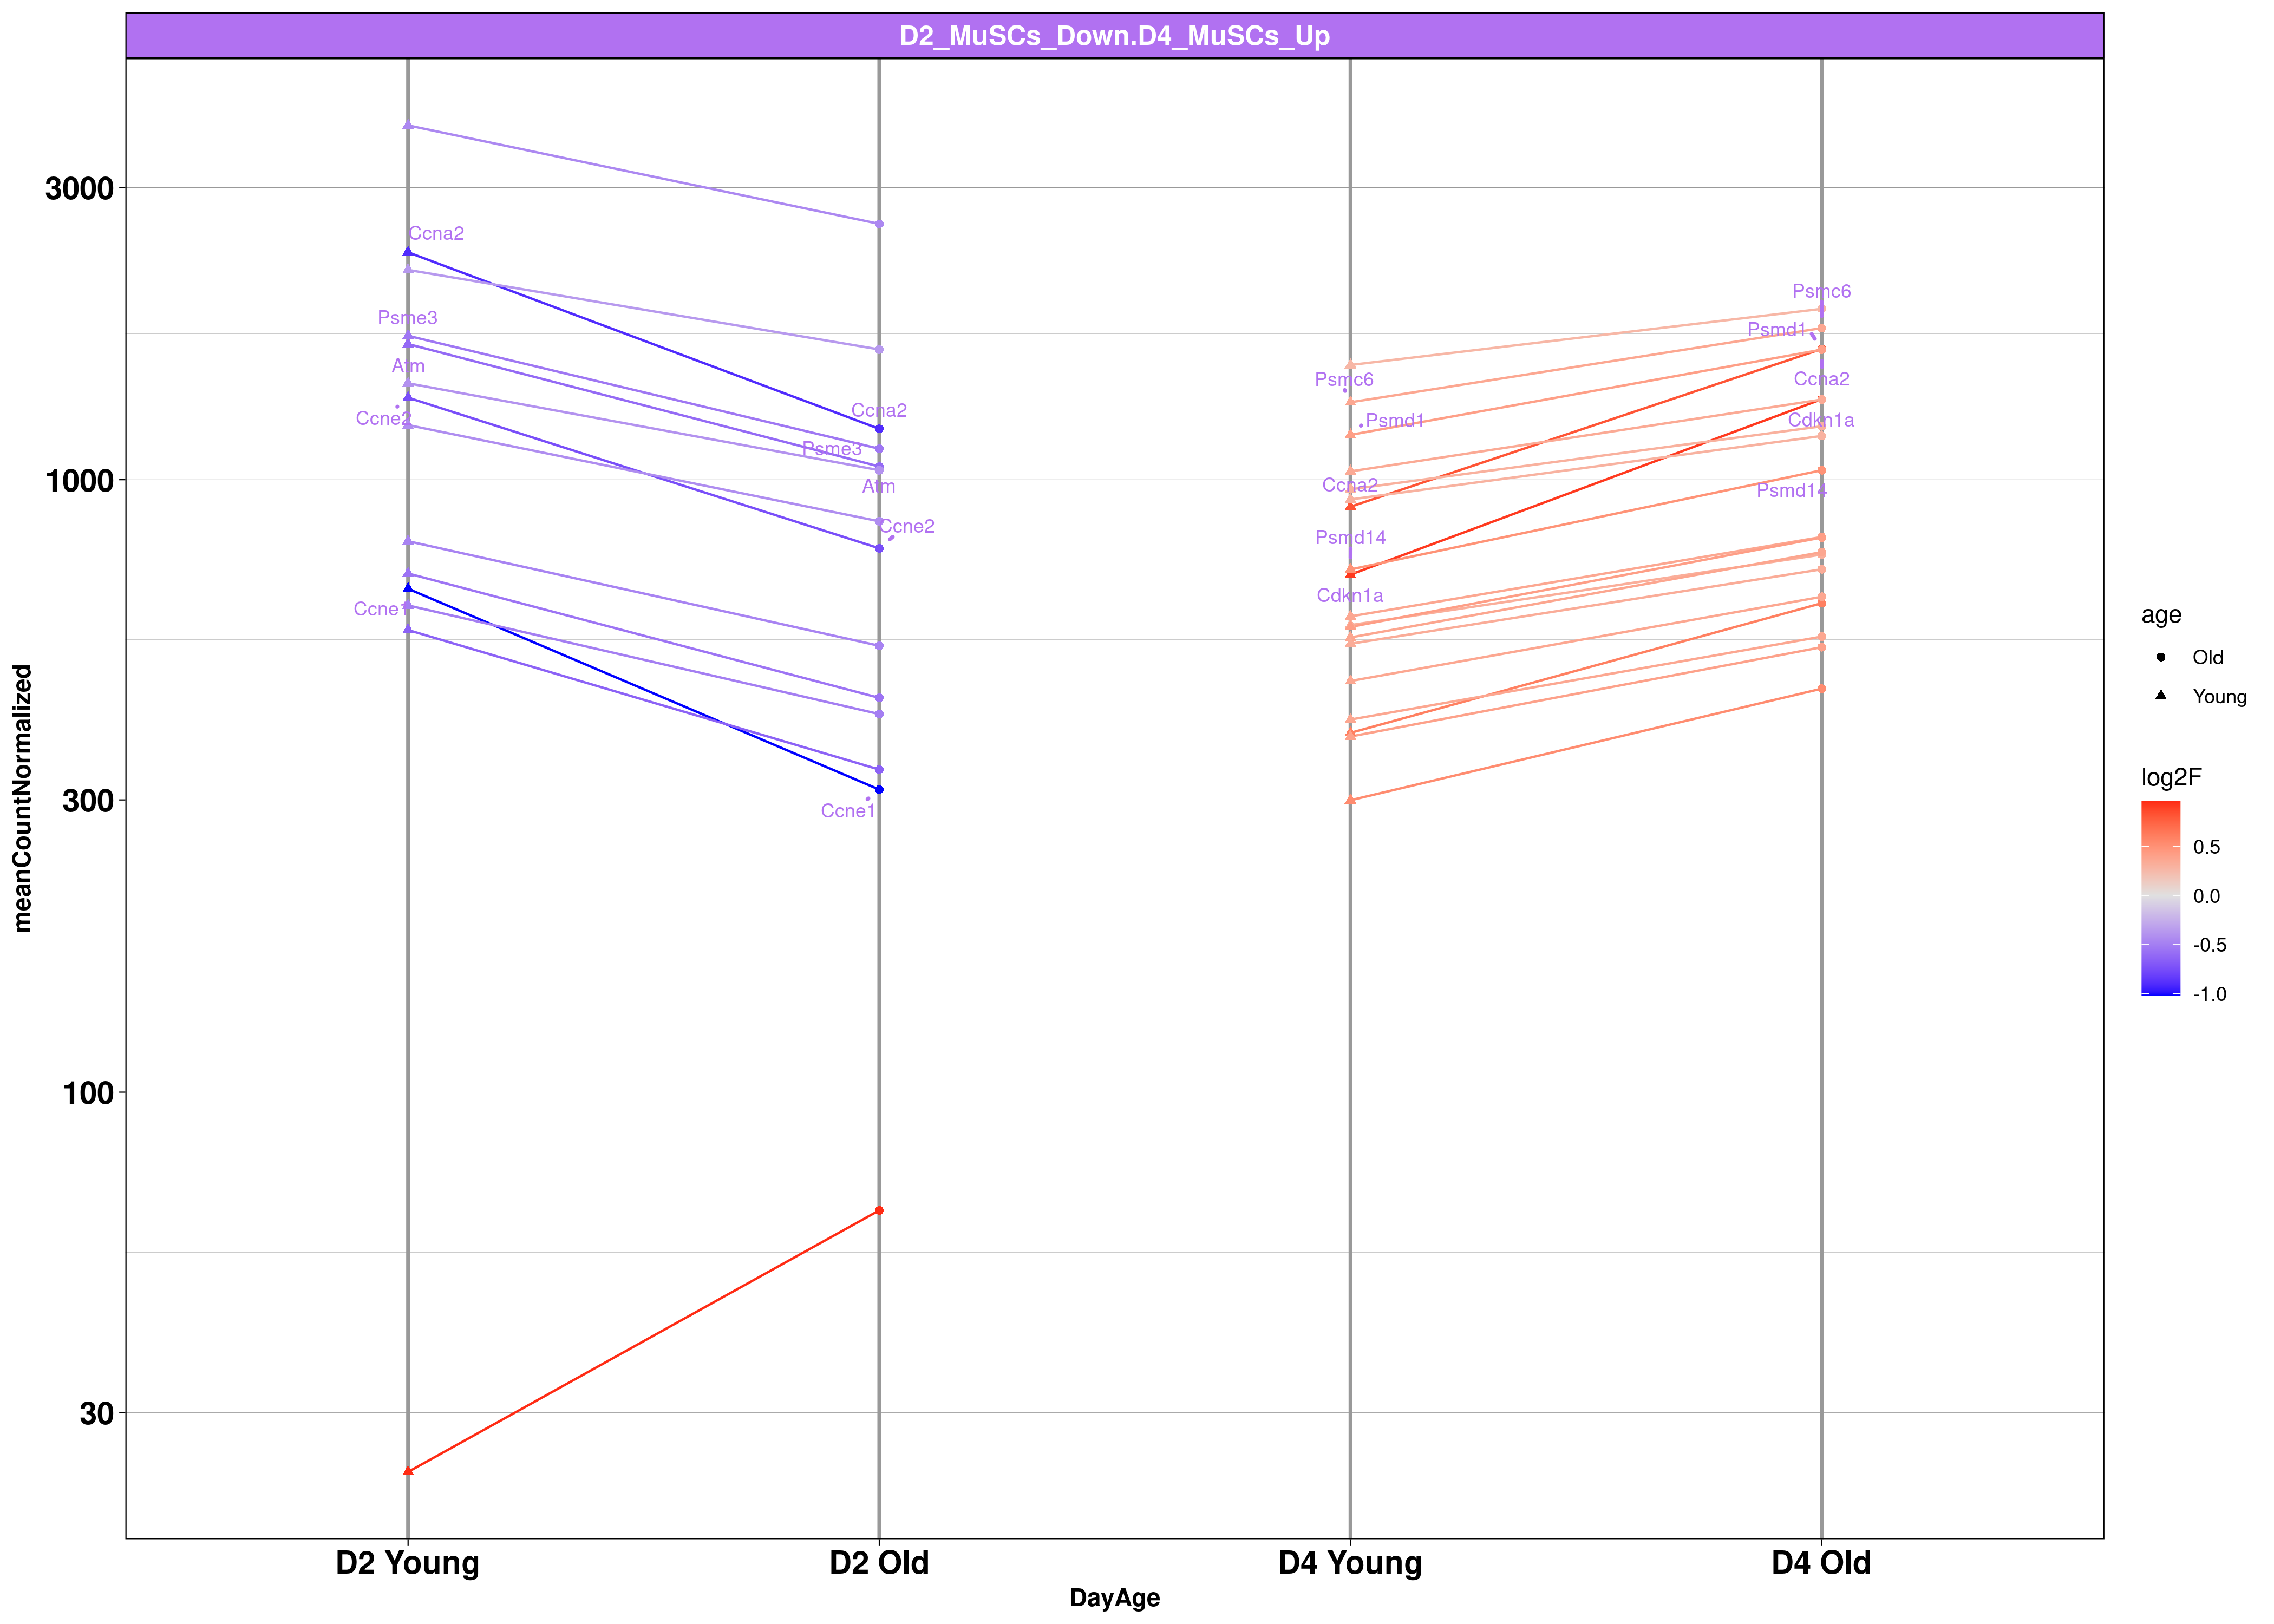 D2_MuSCs_Down.D4_MuSCs_Up
meanCountNormalized
3000
1000
300
100
30
Ccna2
Psme3
Atm
Ccne2
Ccne1
Ccna2
Psme3
Atm
Ccne2
Ccne1
Psmc6
Psmd1
Ccna2
Psmd14
Cdkn1a
Psmc6
Psmd1
Ccna2
Cdkn1a
Psmd14
D2 Young
D2 Old
D4 Young
D4 Old
DayAge
age
Old
Young
log2F
0.5
0.0
-0.5
-1.0